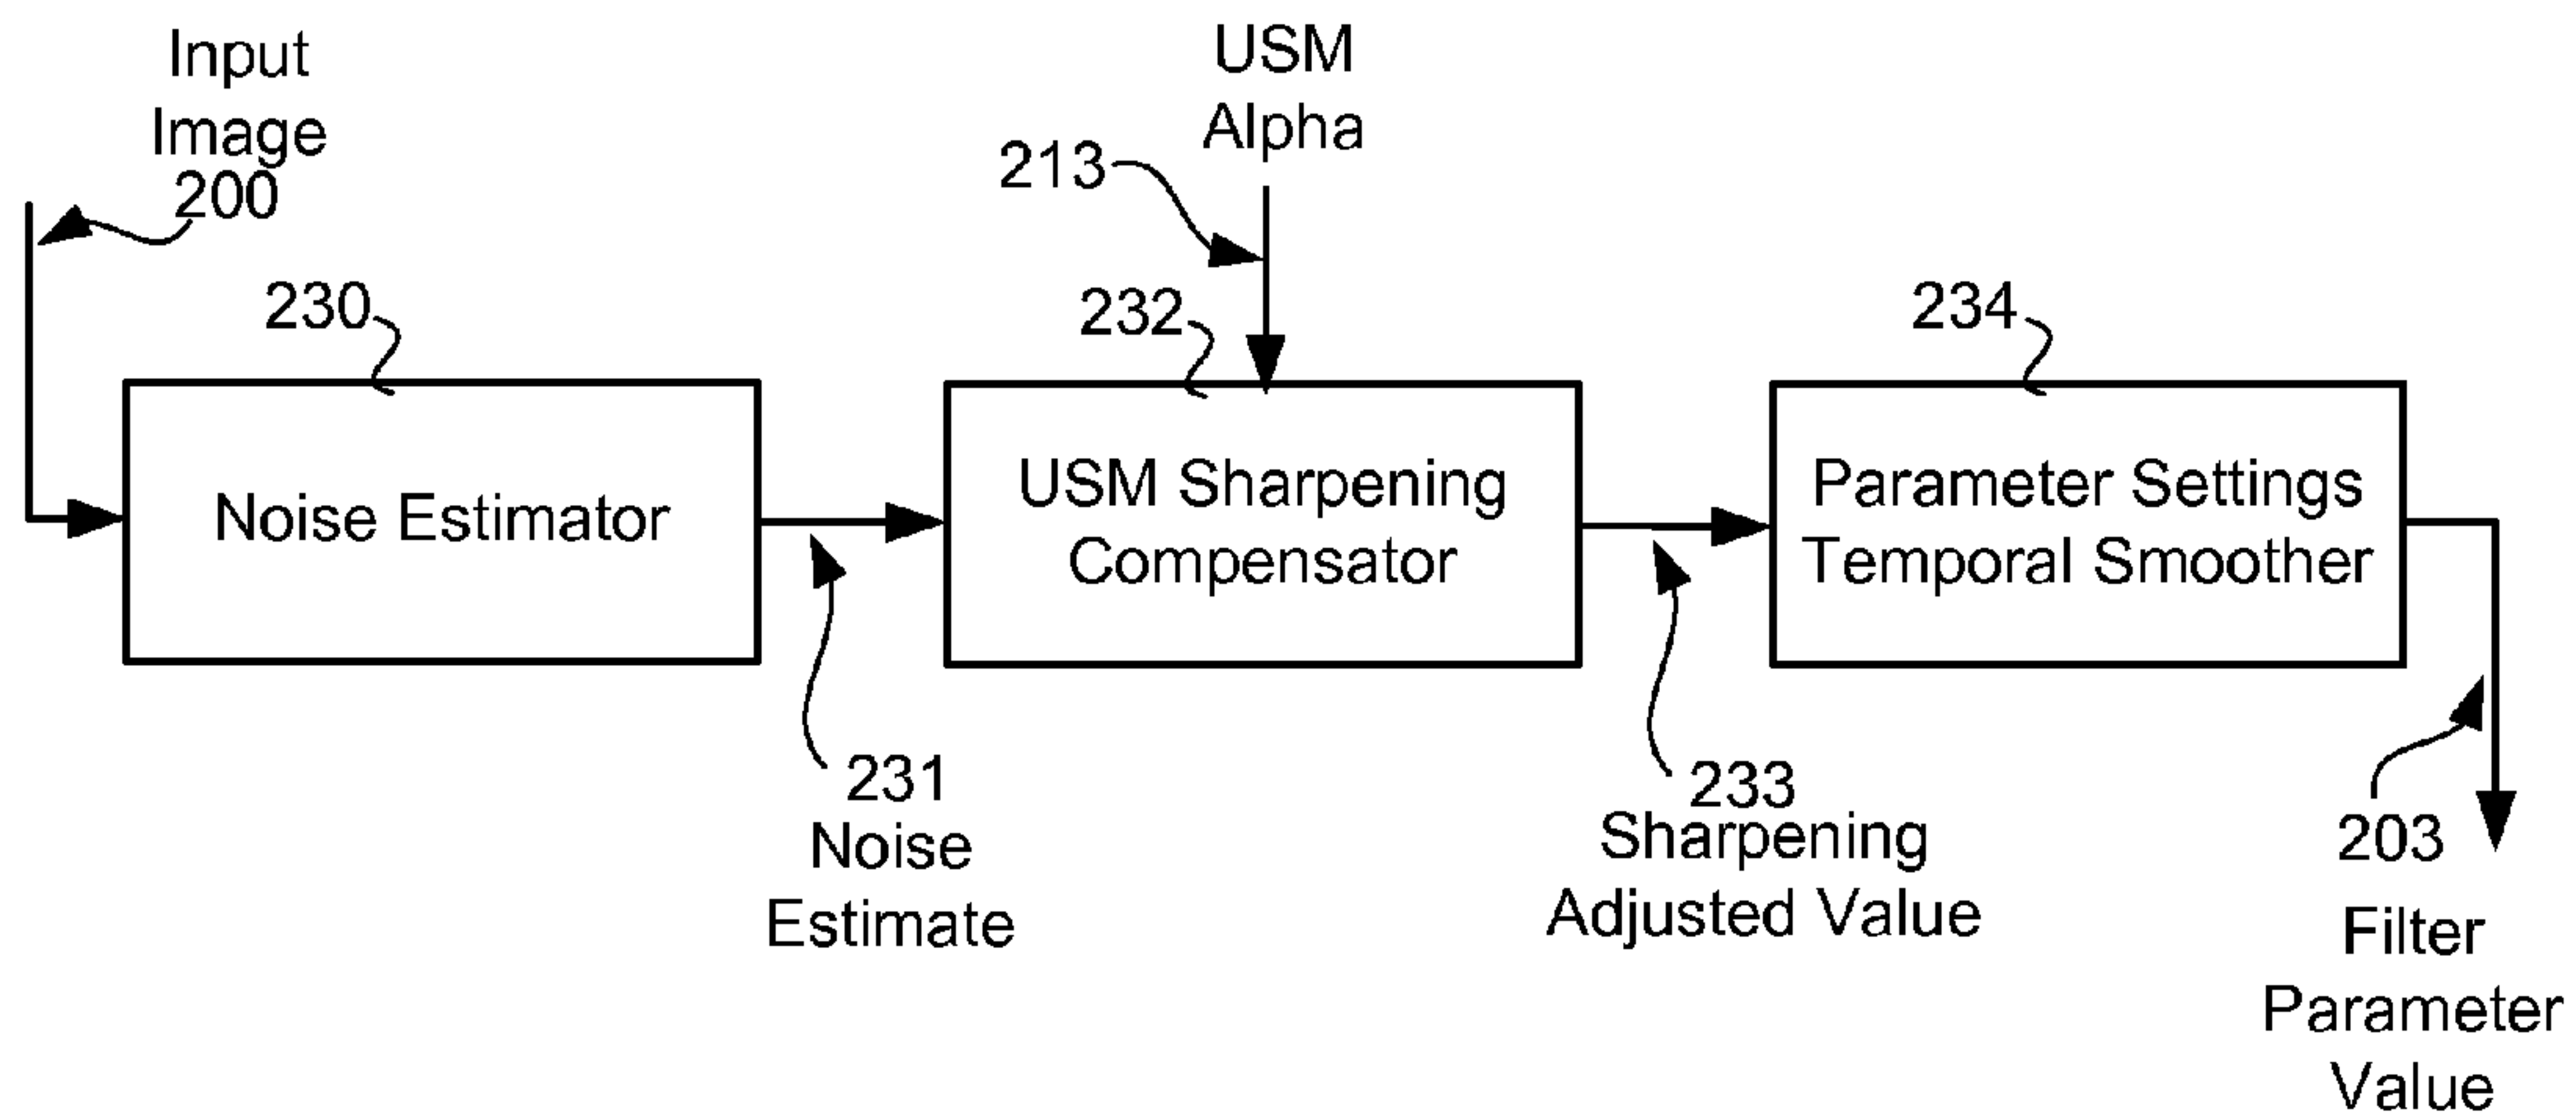 Input
Image
200
USM
Alpha
213
230
232
234
Noise Estimator
USM Sharpening
Compensator
Parameter Settings
Temporal Smoother
231
Noise
Estimate
233
Sharpening
Adjusted Value
203
Filter
Parameter
Value